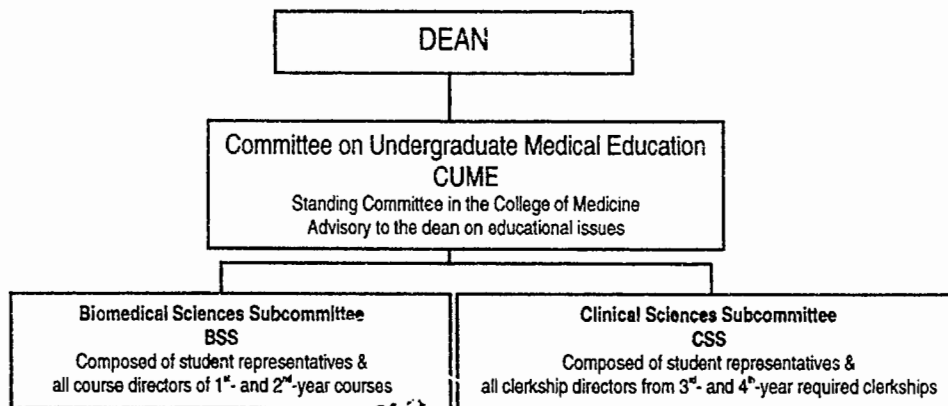 DEAN
Committee on Undergraduate Medical Education
CUME
Standing Committee in the College of Medicine
Advisory to the dean on educational issues
Biomedical Sciences Subcommittee
BSS
Composed of student representatives &
all course directors of 1st- and 2nd-year courses
Clinical Sciences Subcommittee
CSS
Composed of student representatives &
all clerkship directors from 3rd- and 4th-year required clerkships